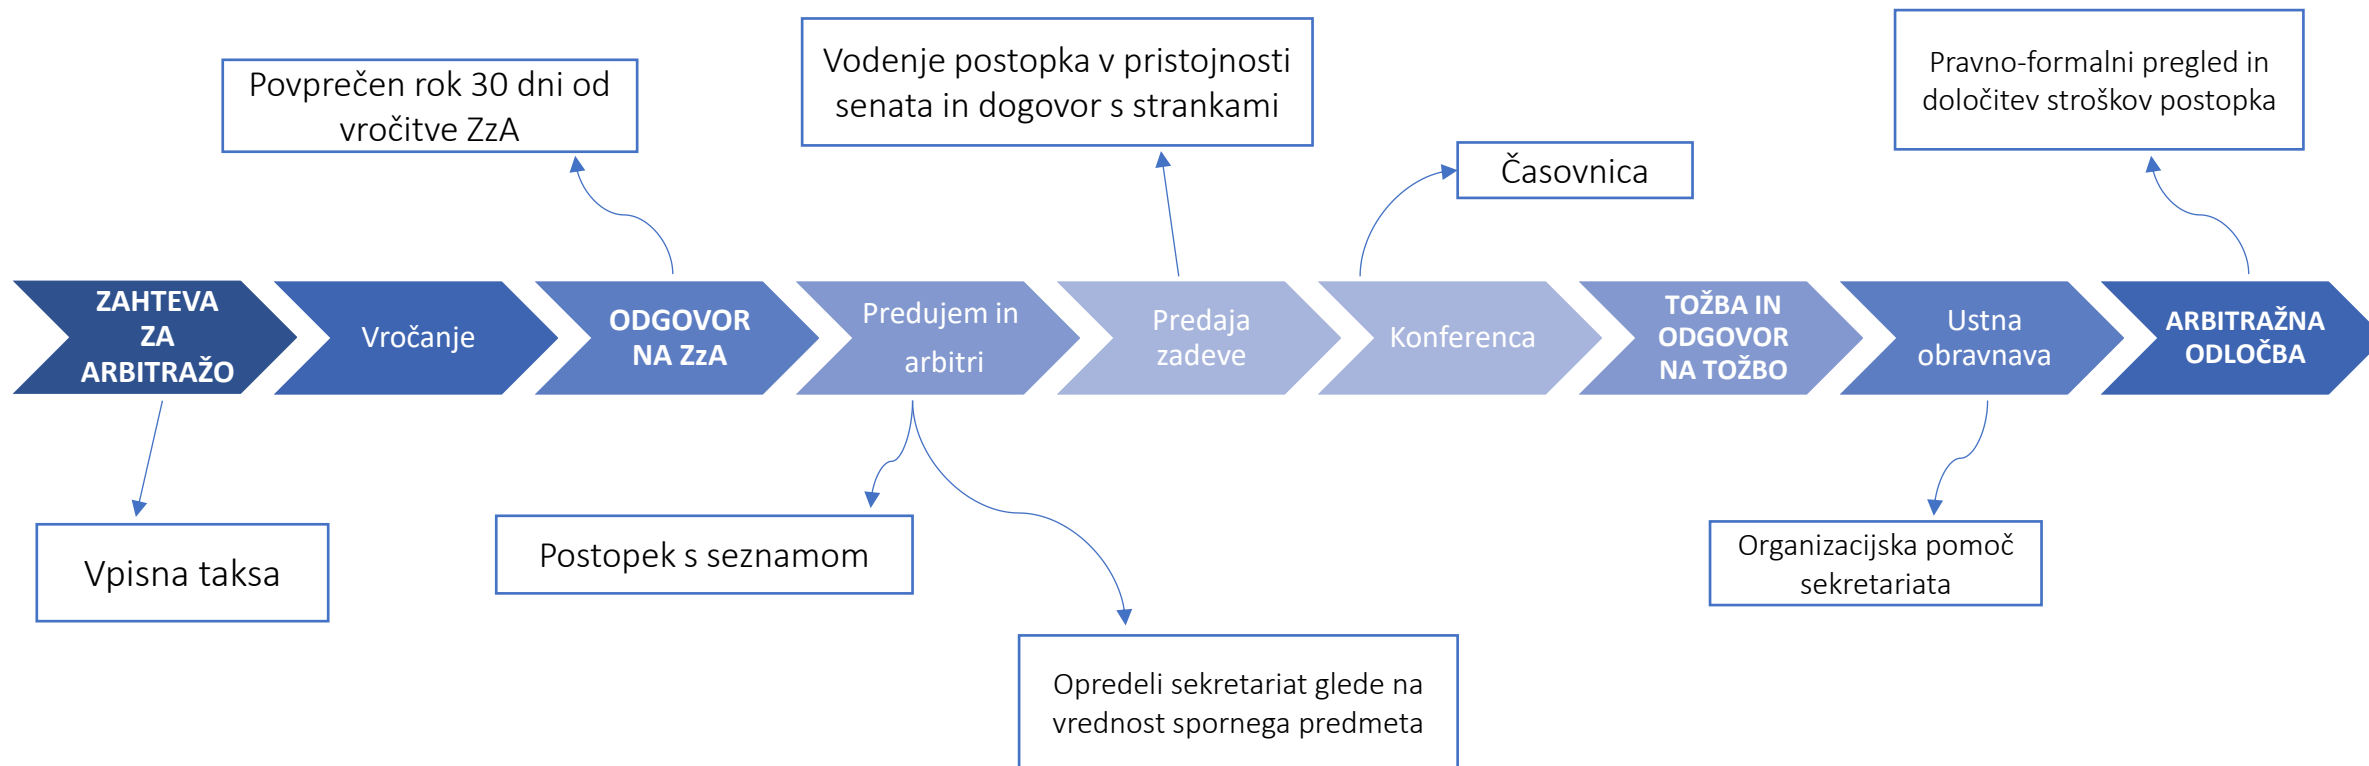 Povprečen rok 30 dni od
vročitve ZzA
Vodenje postopka v pristojnosti
senata in dogovor s strankami
Časovnica
Pravno-formalni pregled in
določitev stroškov postopka
ZAHTEVA
ZA
ARBITRAŽO
Vročanje
ODGOVOR
NA ZzA
Predujem in
arbitri
Predaja
zadeve
Konferenca
TOŽBA IN
ODGOVOR
NA TOŽBO
Ustna
obravnava
ARBITRAŽNA
ODLOČBA
Vpisna taksa
Postopek s seznamom
Opredeli sekretariat glede na
vrednost spornega predmeta
Organizacijska pomoč
sekretariata